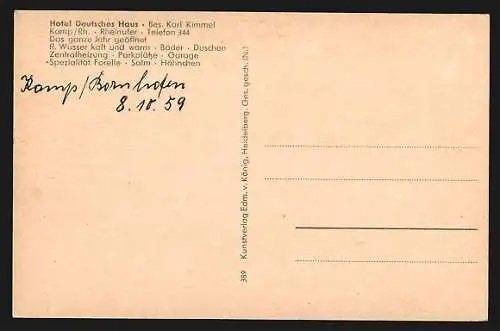 Hotel Deutsches Haus · Bes. Karl Kimmel
Kamp/Rh. · Rheinufer · Telefon 344
Das ganze Jahr geöffnet
fl. Wasser kalt und warm · Bäder · Duschen
Zentralheizung · Parkplätze · Garage
Spezialität Forelle · Salm · Hähnchen
Kamp/Bornhofen
8.10.59
389 Kunstverlag Edm. v. König, Heidelberg. Ges. gesch. (N.)